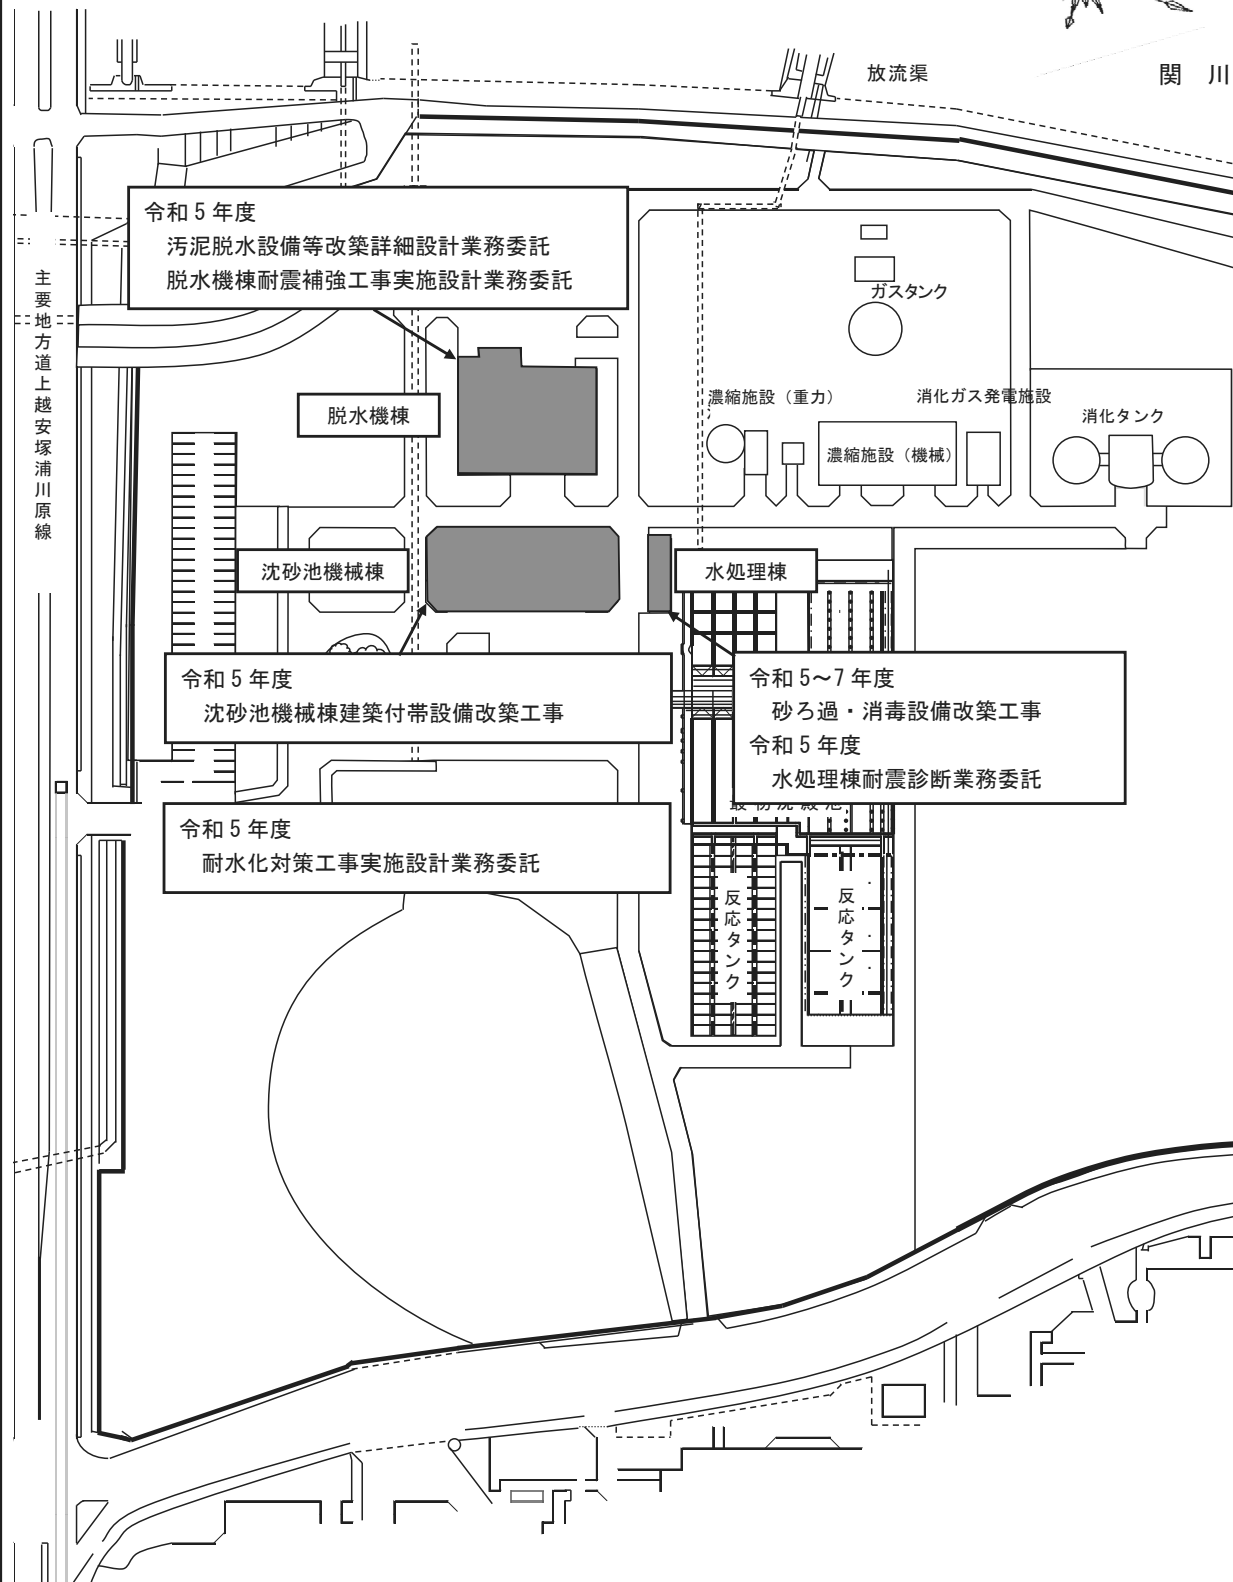 放流渠
関川
令和5年度
汚泥脱水設備等改築詳細設計業務委託
脱水機棟耐震補強工事実施設計業務委託
主要地方道上越安塚浦川原線
ガスタンク
脱水機棟
濃縮施設（重力）
消化ガス発電施設
消化タンク
濃縮施設（機械）
沈砂池機械棟
水処理棟
令和5年度
沈砂池機械棟建築付帯設備改築工事
令和5～7年度
砂ろ過・消毒設備改築工事
令和5年度
水処理棟耐震診断業務委託
令和5年度
耐水化対策工事実施設計業務委託
反応タンク
反応タンク